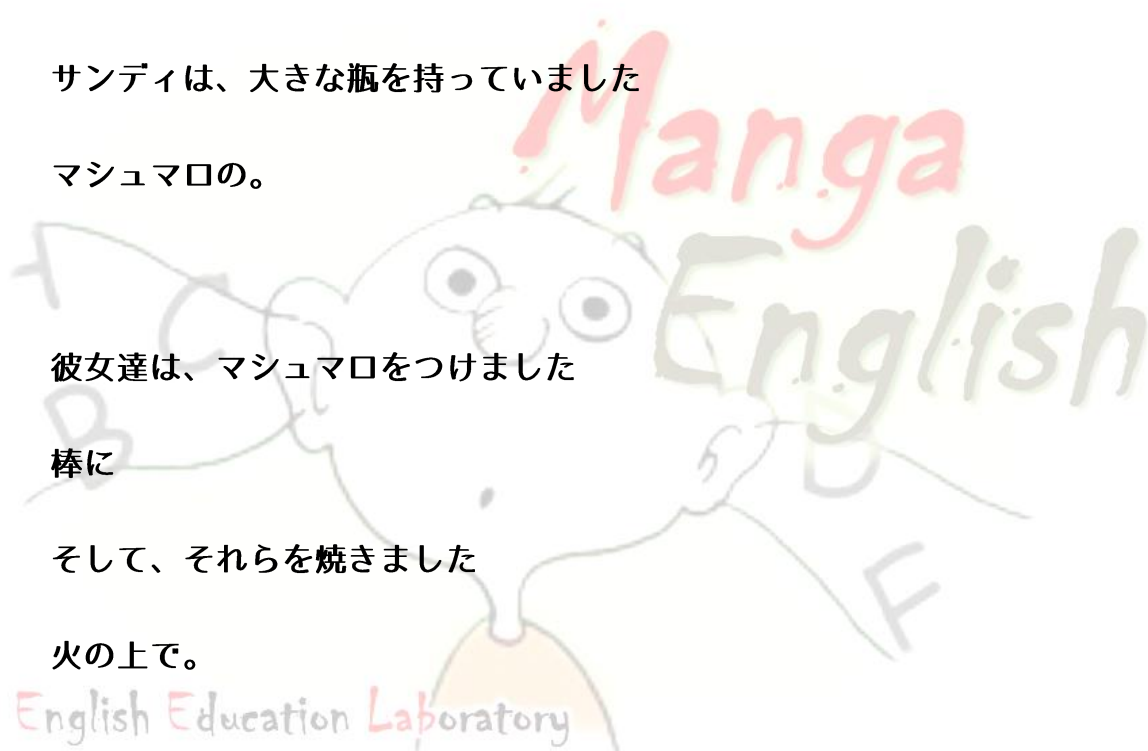 サンディは、大きな瓶を持っていました
マシュマロの。
Manga
English
彼女達は、マシュマロをつけました
棒に
そして、それらを焼きました
火の上で。
Y
C
B
D
F
English Education Laboratory